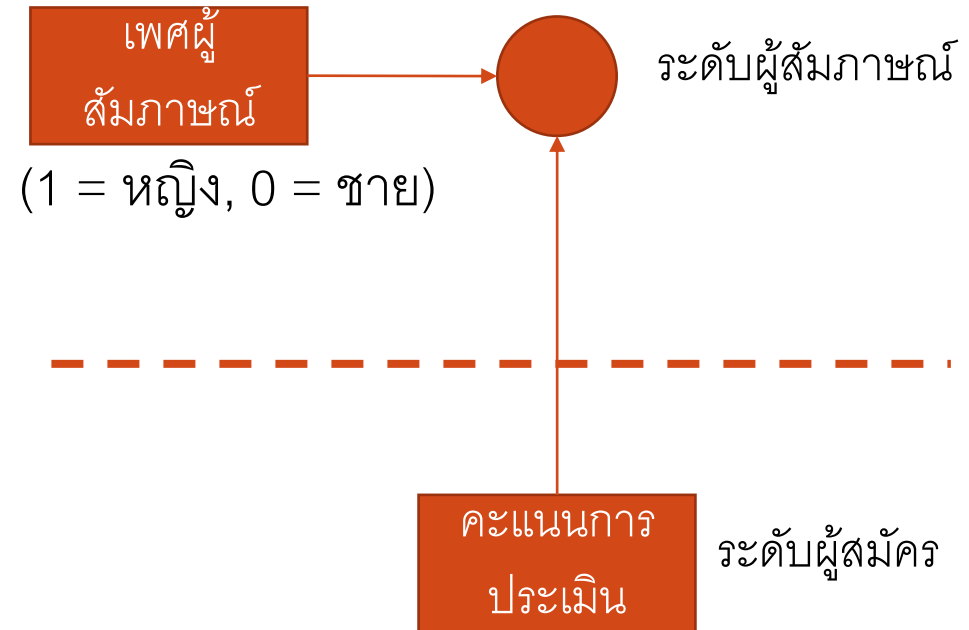 เพศผู้
สัมภาษณ์
ระดับผู้สัมภาษณ์
(1 = หญิง, 0 = ชาย)
คะแนนการ
ประเมิน
ระดับผู้สมัคร